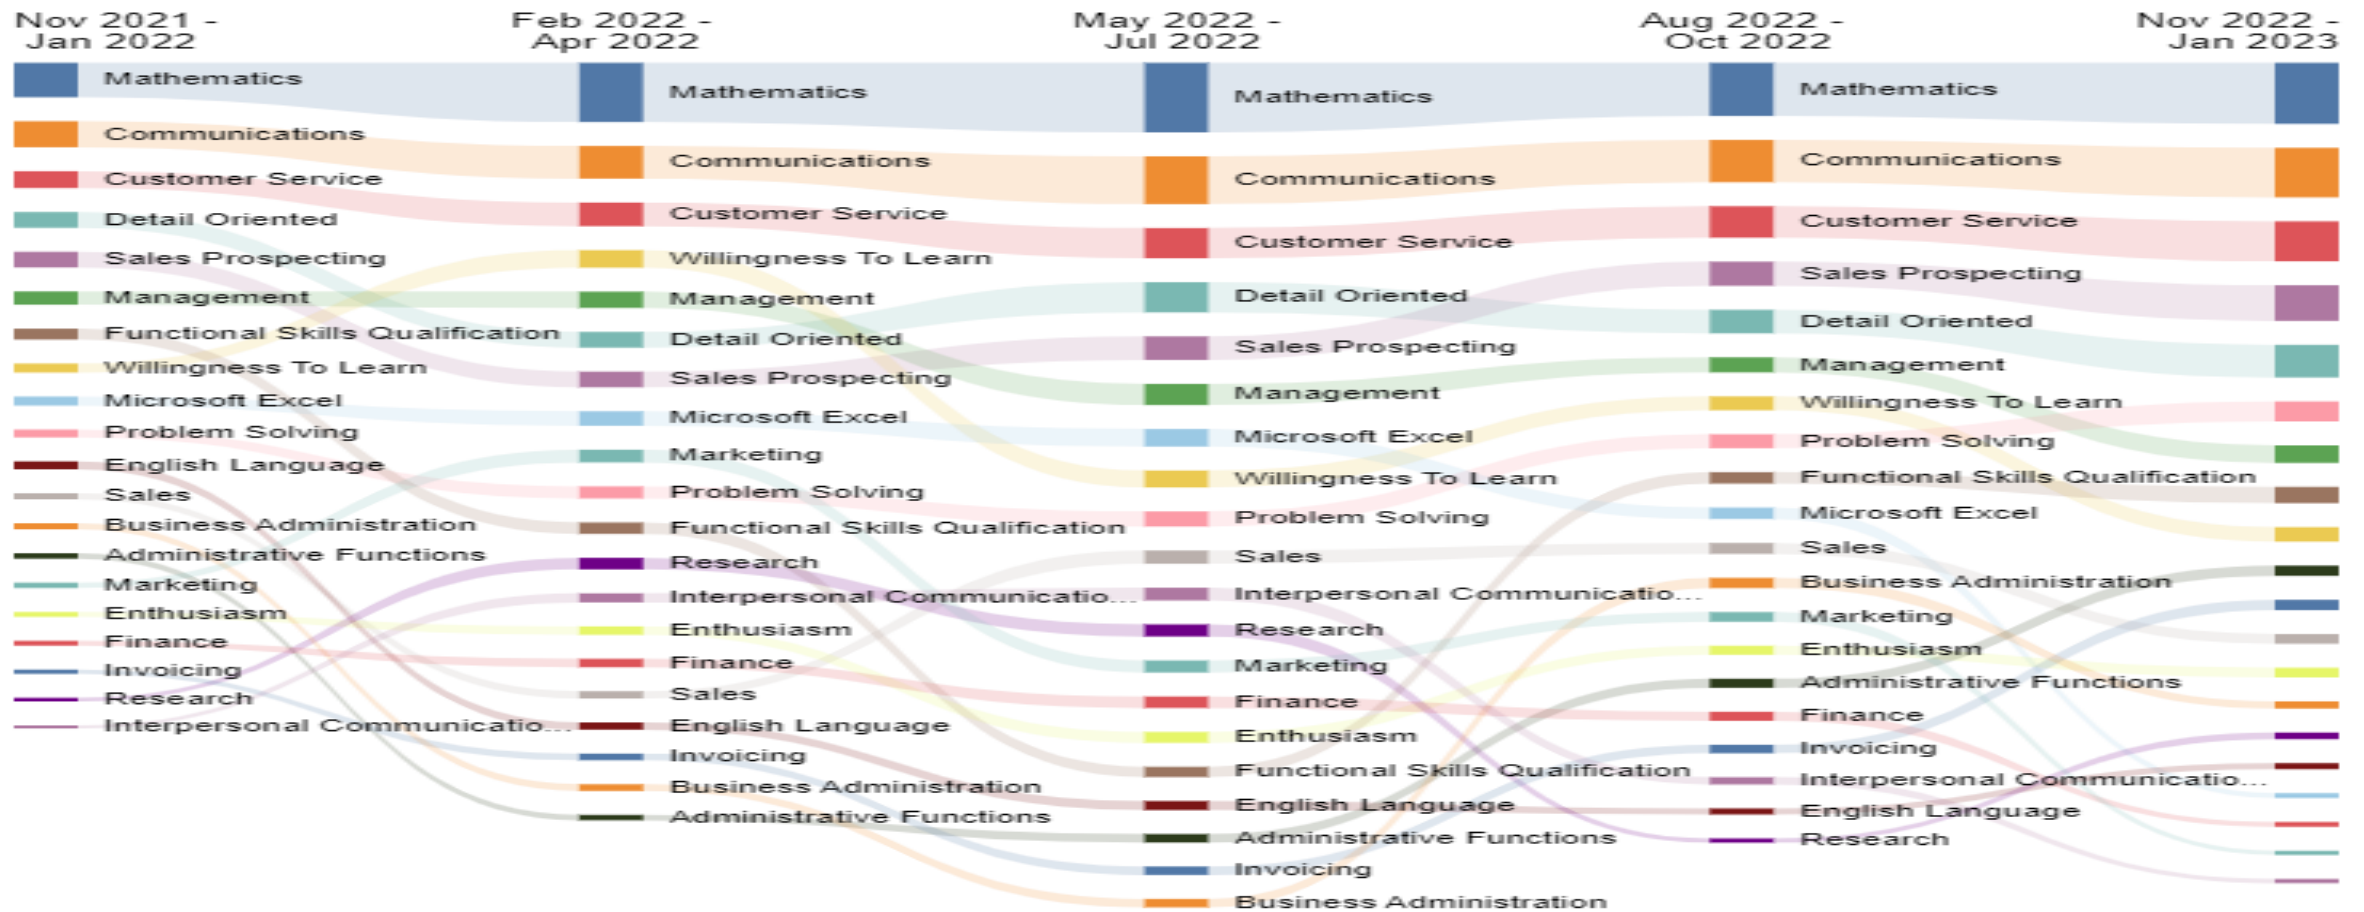 Nov 2021 -
Jan 2022
Feb 2022 -
Apr 2022
May 2022 -
Jul 2022
Aug 2022 -
Oct 2022
Nov 2022 -
Jan 2023
Mathematics
Communications
Customer Service
Detail Oriented
Sales Prospecting
Management
Functional Skills Qualification
Willingness To Learn
Microsoft Excel
Problem Solving
English Language
Sales
Business Administration
Administrative Functions
Marketing
Enthusiasm
Finance
Invoicing
Research
Interpersonal Communicatio...
Mathematics
Communications
Customer Service
Willingness To Learn
Management
Detail Oriented
Sales Prospecting
Microsoft Excel
Marketing
Problem Solving
Functional Skills Qualification
Research
Interpersonal Communicatio...
Enthusiasm
Finance
Sales
English Language
Invoicing
Business Administration
Administrative Functions
Mathematics
Communications
Customer Service
Detail Oriented
Sales Prospecting
Management
Microsoft Excel
Willingness To Learn
Problem Solving
Sales
Interpersonal Communicatio...
Research
Marketing
Finance
Enthusiasm
Functional Skills Qualification
English Language
Administrative Functions
Invoicing
Business Administration
Mathematics
Communications
Customer Service
Sales Prospecting
Detail Oriented
Management
Willingness To Learn
Problem Solving
Functional Skills Qualification
Microsoft Excel
Sales
Business Administration
Marketing
Enthusiasm
Administrative Functions
Finance
Invoicing
Interpersonal Communicatio...
English Language
Research